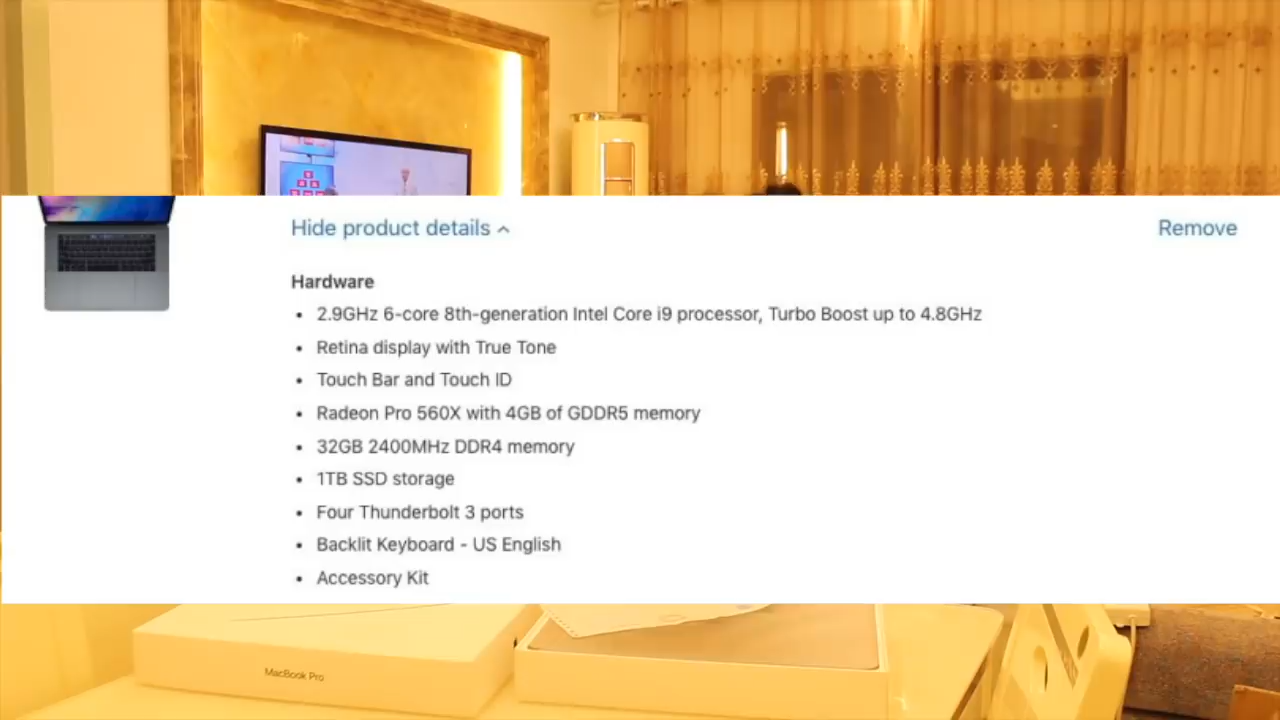 Hide product details
Remove
Hardware
• 2.9GHz 6-core 8th-generation Intel Core i9 processor, Turbo Boost up to 4.8GHz
• Retina display with True Tone
• Touch Bar and Touch ID
• Radeon Pro 560X with 4GB of GDDR5 memory
• 32GB 2400MHz DDR4 memory
• 1TB SSD storage
• Four Thunderbolt 3 ports
• Backlit Keyboard - US English
• Accessory Kit
MacBook Pro